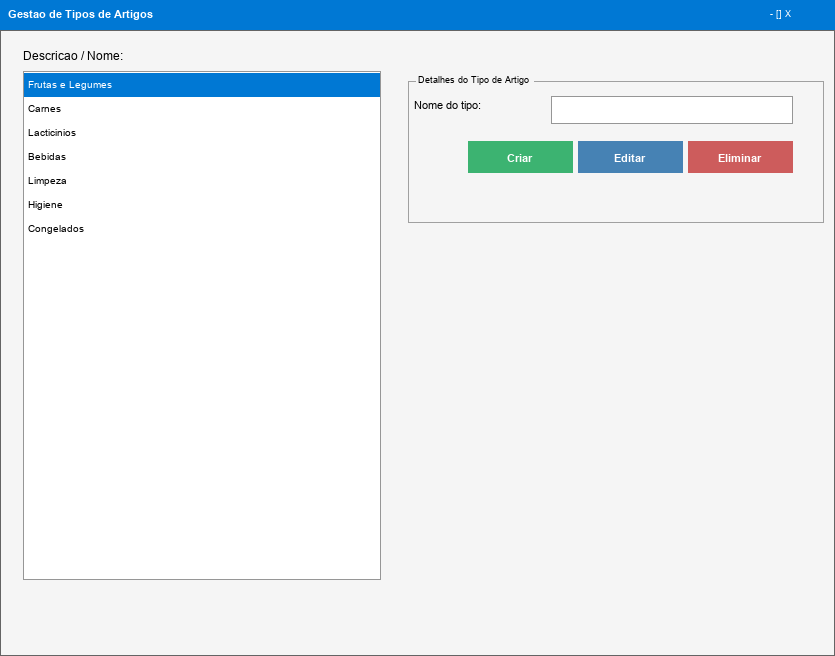 Gestao de Tipos de Artigos
- [] X
Descricao / Nome:
Frutas e Legumes
Carnes
Lacticinios
Bebidas
Limpeza
Higiene
Congelados
Detalhes do Tipo de Artigo
Nome do tipo:
Criar
Editar
Eliminar